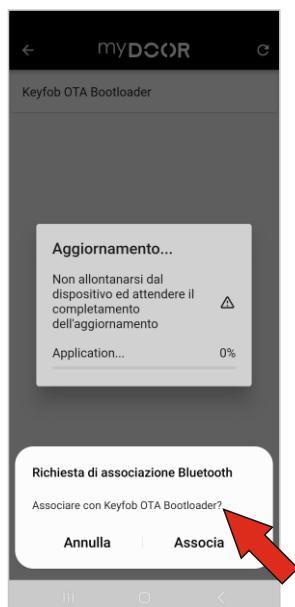 myDOOR
Keyfob OTA Bootloader
Aggiornamento...
Non allontanarsi dal
dispositivo ed attendere il
completamento
dell'aggiornamento
Application... 0%
Richiesta di associazione Bluetooth
Associare con Keyfob OTA Bootloader?
Annulla Associa